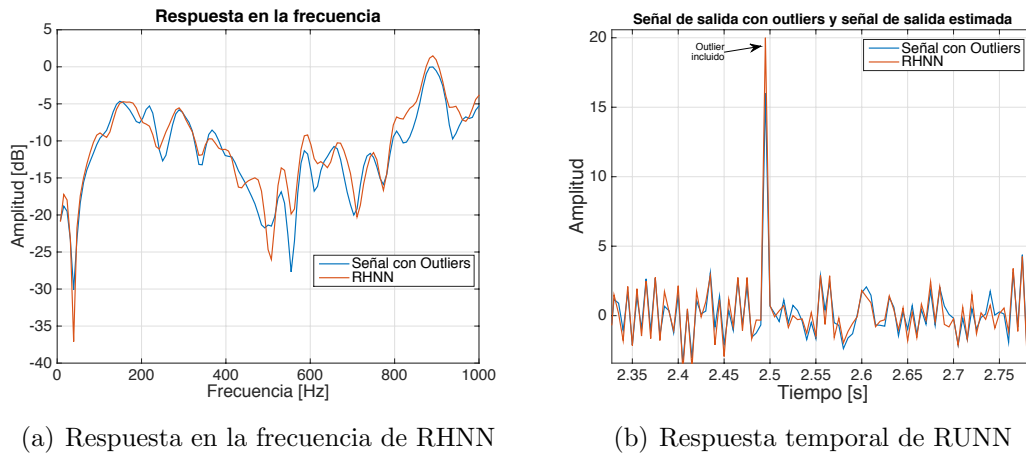 Respuesta en la frecuencia
5
0
-5
-10
-15
-20
-25
-30
-35
-40
Amplitud [dB]
0 200 400 600 800 1000
Frecuencia [Hz]
Señal con Outliers
RHNN
(a) Respuesta en la frecuencia de RHNN
Señal de salida con outliers y señal de salida estimada
20
15
10
5
0
Amplitud
Outlier
incluido
Señal con Outliers
RHNN
2.35 2.4 2.45 2.5 2.55 2.6 2.65 2.7 2.75
Tiempo [s]
(b) Respuesta temporal de RUNN